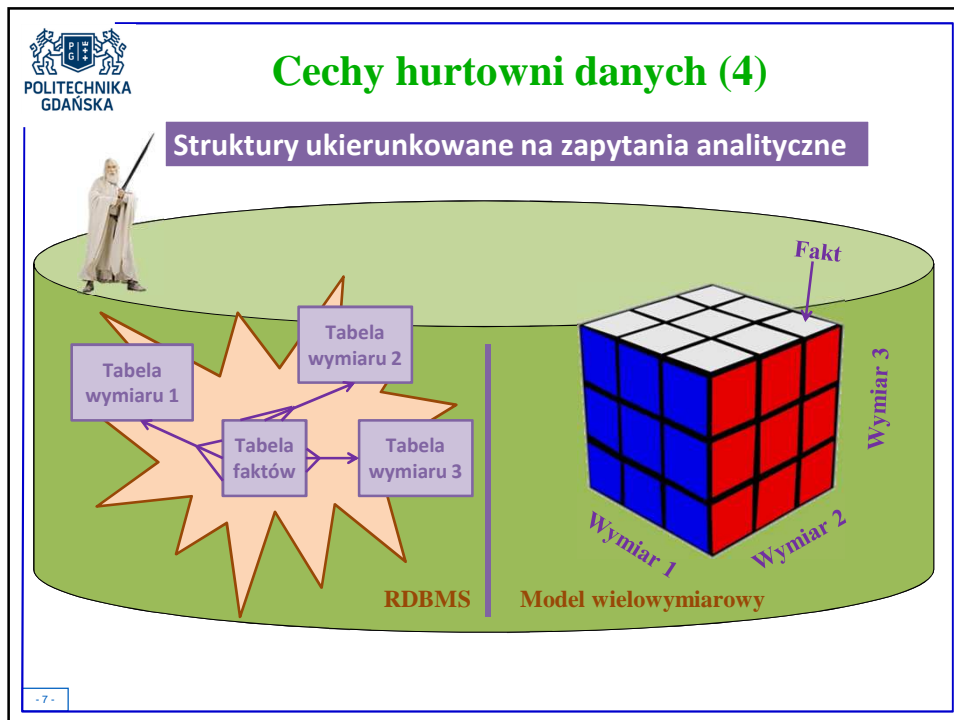 POLITECHNIKA
GDAŃSKA
Cechy hurtowni danych (4)
Struktury ukierunkowane na zapytania analityczne
Fakt
Tabela
wymiaru 2
Tabela
wymiaru 1
Wymiar 3
Tabela
faktów
Tabela
wymiaru 3
Wymiar 1
Wymiar 2
RDBMS
Model wielowymiarowy
- 7 -